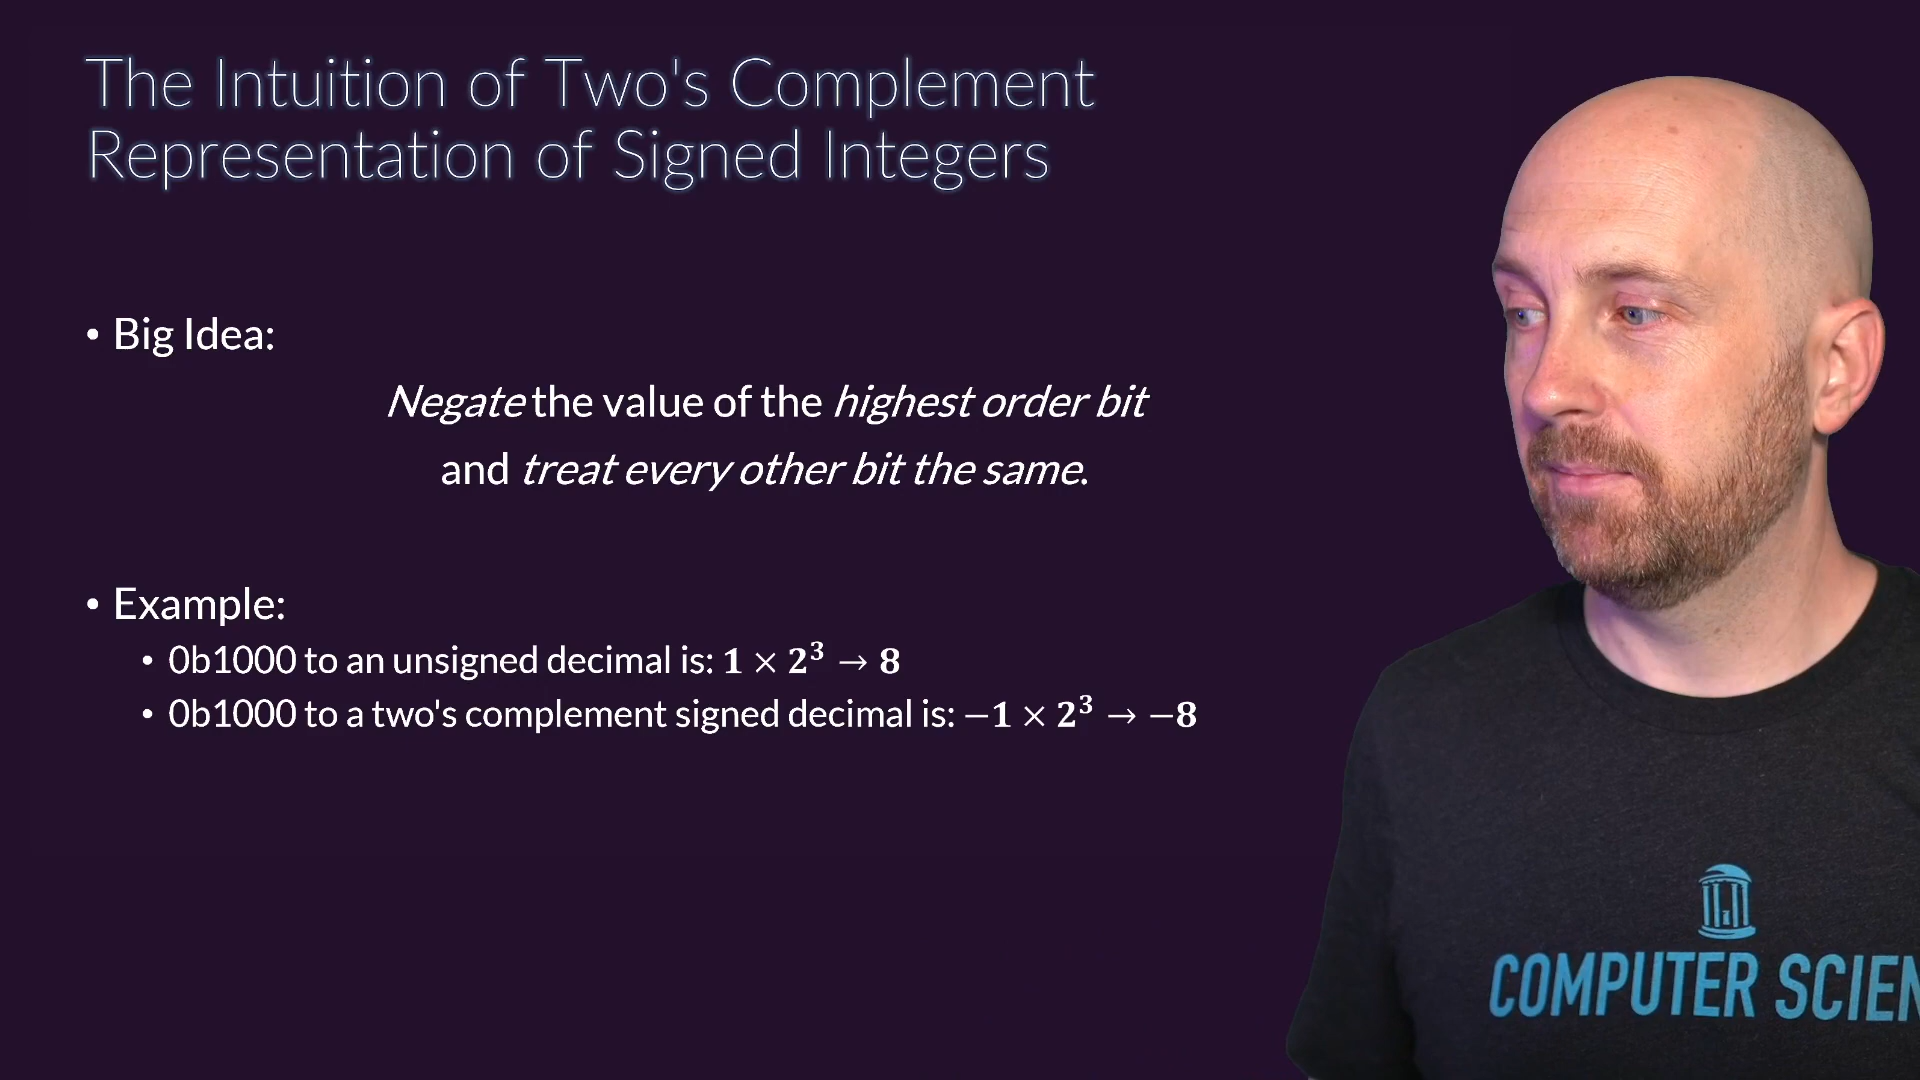 The Intuition of Two's Complement
Representation of Signed Integers
• Big Idea:
Negate the value of the highest order bit
and treat every other bit the same.
• Example:
• 0b1000 to an unsigned decimal is: 1 × 2³ → 8
• 0b1000 to a two's complement signed decimal is: −1 × 2³ → −8
COMPUTER SCIEN